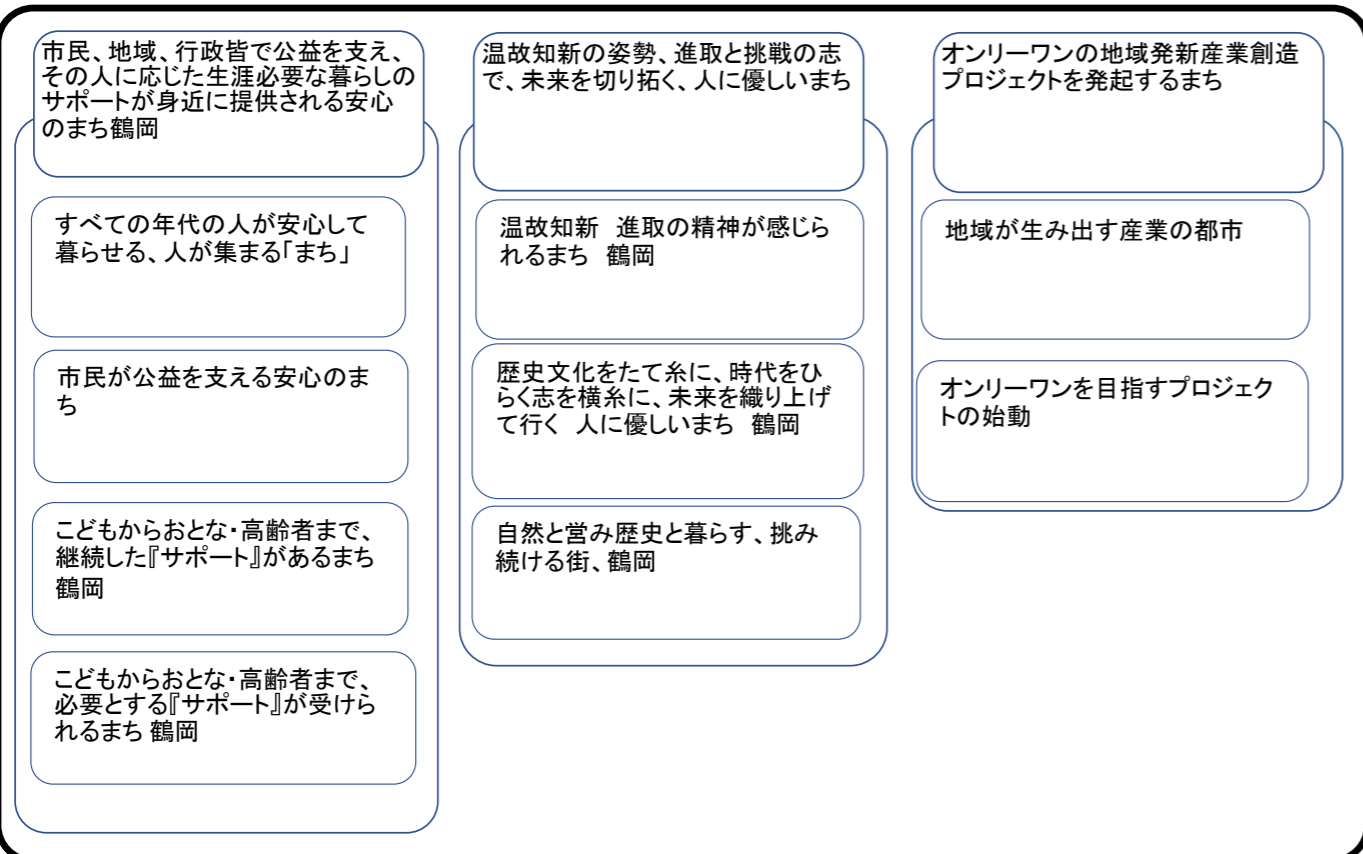 市民、地域、行政皆で公益を支え、
その人に応じた生涯必要な暮らしの
サポートが身近に提供される安心
のまち鶴岡
すべての年代の人が安心して
暮らせる、人が集まる「まち」
市民が公益を支える安心のま
ち
こどもからおとな・高齢者まで、
継続した『サポート』があるまち
鶴岡
こどもからおとな・高齢者まで、
必要とする『サポート』が受けら
れるまち 鶴岡
温故知新の姿勢、進取と挑戦の志
で、未来を切り拓く、人に優しいまち
温故知新　進取の精神が感じら
れるまち　鶴岡
歴史文化をたて糸に、時代をひ
らく志を横糸に、未来を織り上げ
て行く　人に優しいまち　鶴岡
自然と営み歴史と暮らす、挑み
続ける街、鶴岡
オンリーワンの地域発新産業創造
プロジェクトを発起するまち
地域が生み出す産業の都市
オンリーワンを目指すプロジェク
トの始動